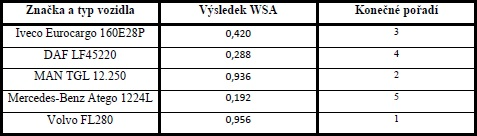 Značka a typ vozidla Výsledek WSA Konečné pořadí
Iveco Eurocargo 160E28P 0,420 3
DAF LF45220 0,288 4
MAN TGL 12.250 0,936 2
Mercedes-Benz Atego 1224L 0,192 5
Volvo FL280 0,956 1